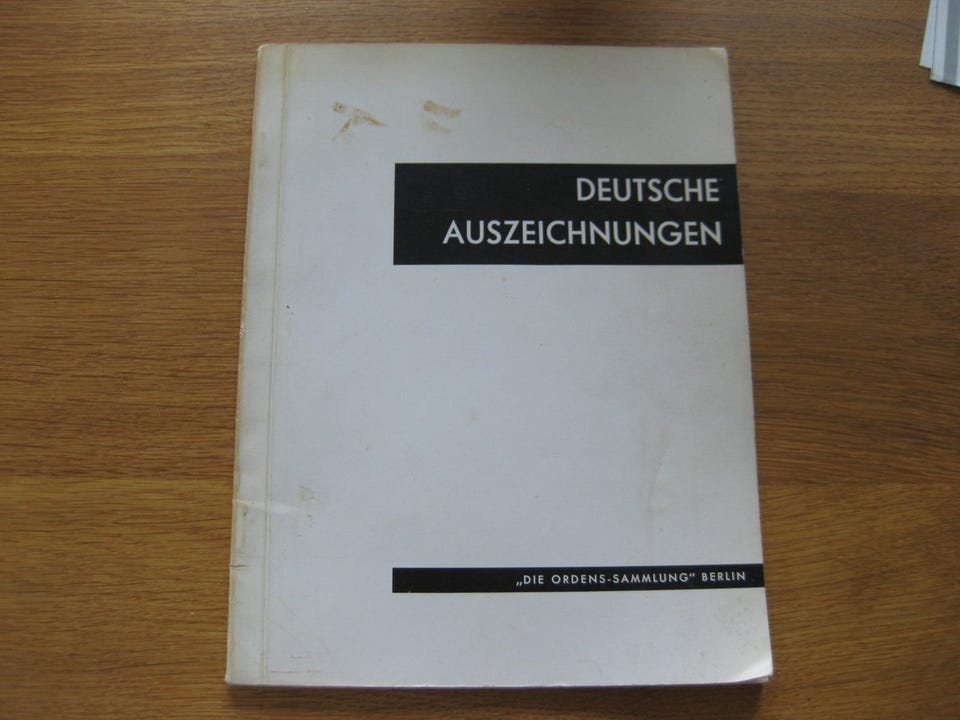 DEUTSCHE
AUSZEICHNUNGEN
„DIE ORDENS-SAMMLUNG“ BERLIN